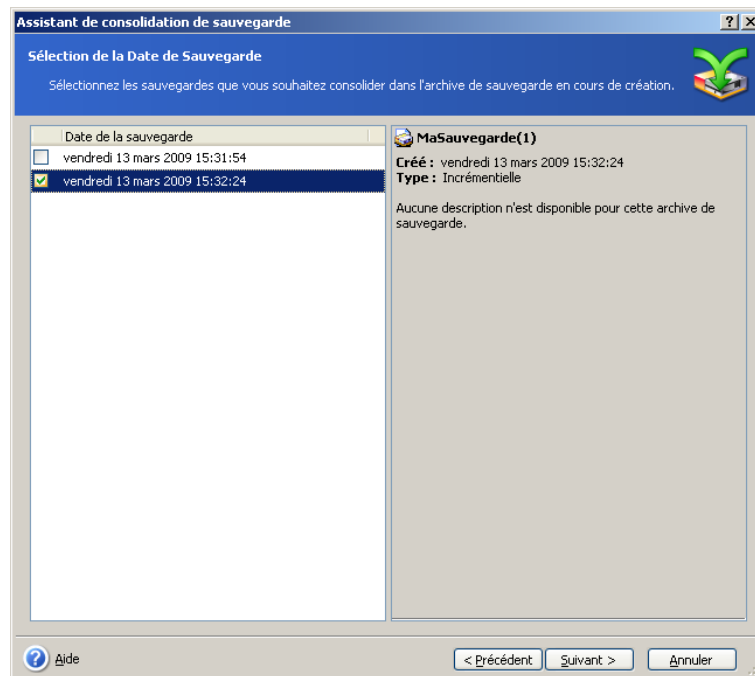 Assistant de consolidation de sauvegarde
Sélection de la Date de Sauvegarde
Sélectionnez les sauvegardes que vous souhaitez consolider dans l'archive de sauvegarde en cours de création.
Date de la sauvegarde
vendredi 13 mars 2009 15:31:54
vendredi 13 mars 2009 15:32:24
MaSauvegarde(1)
Créé : vendredi 13 mars 2009 15:32:24
Type : Incrémentielle
Aucune description n'est disponible pour cette archive de
sauvegarde.
Aide
< Précédent
Suivant >
Annuler